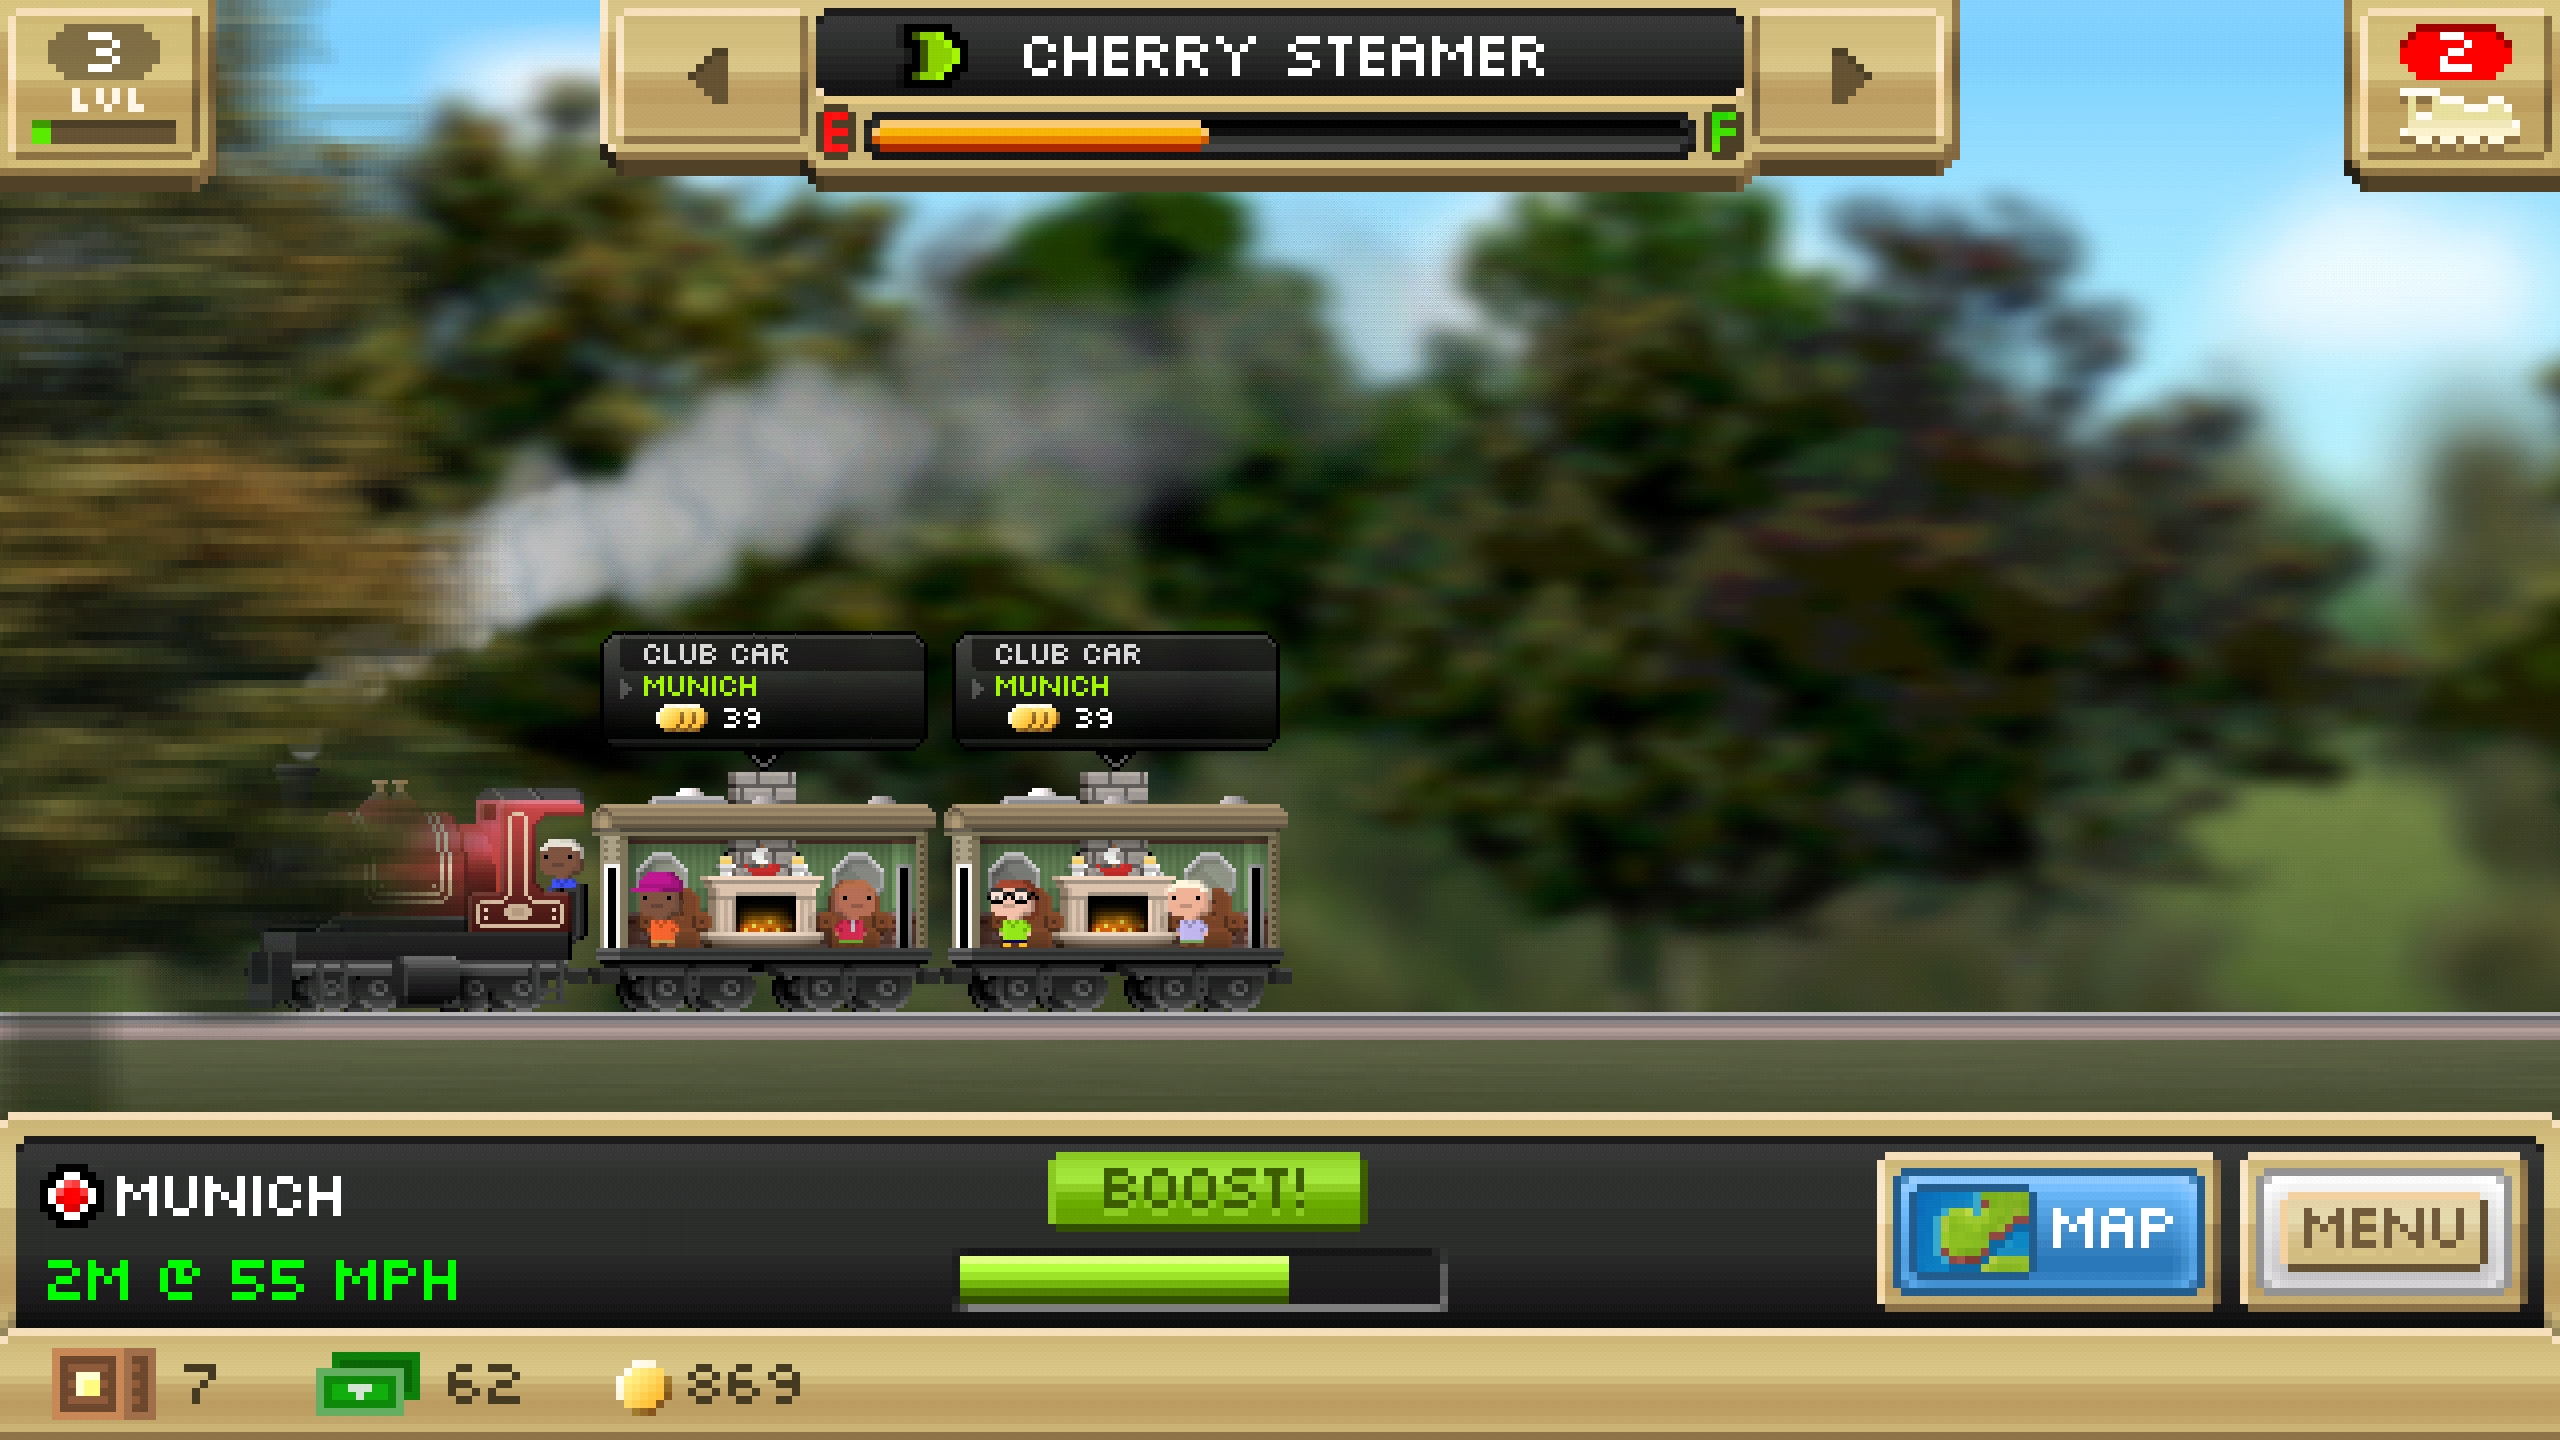 3
LVL
CHERRY STEAMER
E F
2
CLUB CAR
MUNICH
39
CLUB CAR
MUNICH
39
MUNICH
2M @ 55 MPH
BOOST!
MAP
MENU
7 62 869